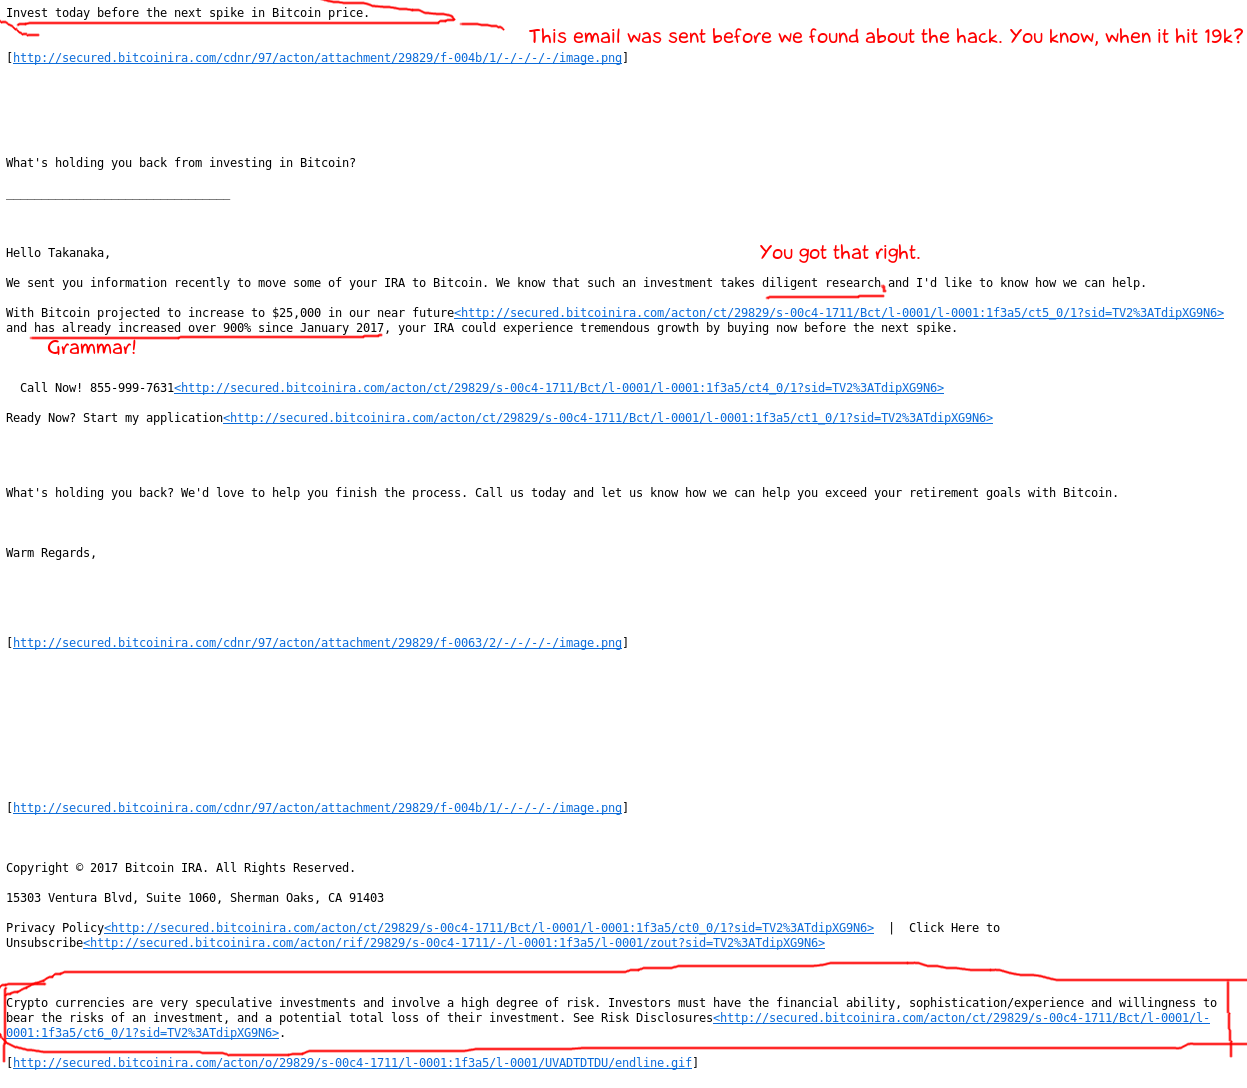 Invest today before the next spike in Bitcoin price.
This email was sent before we found about the hack. You know, when it hit 19k?
[http://secured.bitcoinira.com/cdnr/97/acton/attachment/29829/f-004b/1/-/-/-/-/image.png]
What's holding you back from investing in Bitcoin?
________________________________
Hello Takanaka,
You got that right.
We sent you information recently to move some of your IRA to Bitcoin. We know that such an investment takes diligent research and I'd like to know how we can help.
With Bitcoin projected to increase to $25,000 in our near future<http://secured.bitcoinira.com/acton/ct/29829/s-00c4-1711/Bct/l-0001/l-0001:1f3a5/ct5_0/1?sid=TV2%3ATdipXG9N6>
and has already increased over 900% since January 2017, your IRA could experience tremendous growth by buying now before the next spike.
Grammar!
Call Now! 855-999-7631<http://secured.bitcoinira.com/acton/ct/29829/s-00c4-1711/Bct/l-0001/l-0001:1f3a5/ct4_0/1?sid=TV2%3ATdipXG9N6>
Ready Now? Start my application<http://secured.bitcoinira.com/acton/ct/29829/s-00c4-1711/Bct/l-0001/l-0001:1f3a5/ct1_0/1?sid=TV2%3ATdipXG9N6>
What's holding you back? We'd love to help you finish the process. Call us today and let us know how we can help you exceed your retirement goals with Bitcoin.
Warm Regards,
[http://secured.bitcoinira.com/cdnr/97/acton/attachment/29829/f-0063/2/-/-/-/-/image.png]
[http://secured.bitcoinira.com/cdnr/97/acton/attachment/29829/f-004b/1/-/-/-/-/image.png]
Copyright © 2017 Bitcoin IRA. All Rights Reserved.
15303 Ventura Blvd, Suite 1060, Sherman Oaks, CA 91403
Privacy Policy<http://secured.bitcoinira.com/acton/ct/29829/s-00c4-1711/Bct/l-0001/l-0001:1f3a5/ct0_0/1?sid=TV2%3ATdipXG9N6> | Click Here to
Unsubscribe<http://secured.bitcoinira.com/acton/rif/29829/s-00c4-1711/-/l-0001:1f3a5/l-0001/zout?sid=TV2%3ATdipXG9N6>
Crypto currencies are very speculative investments and involve a high degree of risk. Investors must have the financial ability, sophistication/experience and willingness to
bear the risks of an investment, and a potential total loss of their investment. See Risk Disclosures<http://secured.bitcoinira.com/acton/ct/29829/s-00c4-1711/Bct/l-0001/l-
0001:1f3a5/ct6_0/1?sid=TV2%3ATdipXG9N6>.
[http://secured.bitcoinira.com/acton/o/29829/s-00c4-1711/l-0001:1f3a5/l-0001/UVADTDTDU/endline.gif]